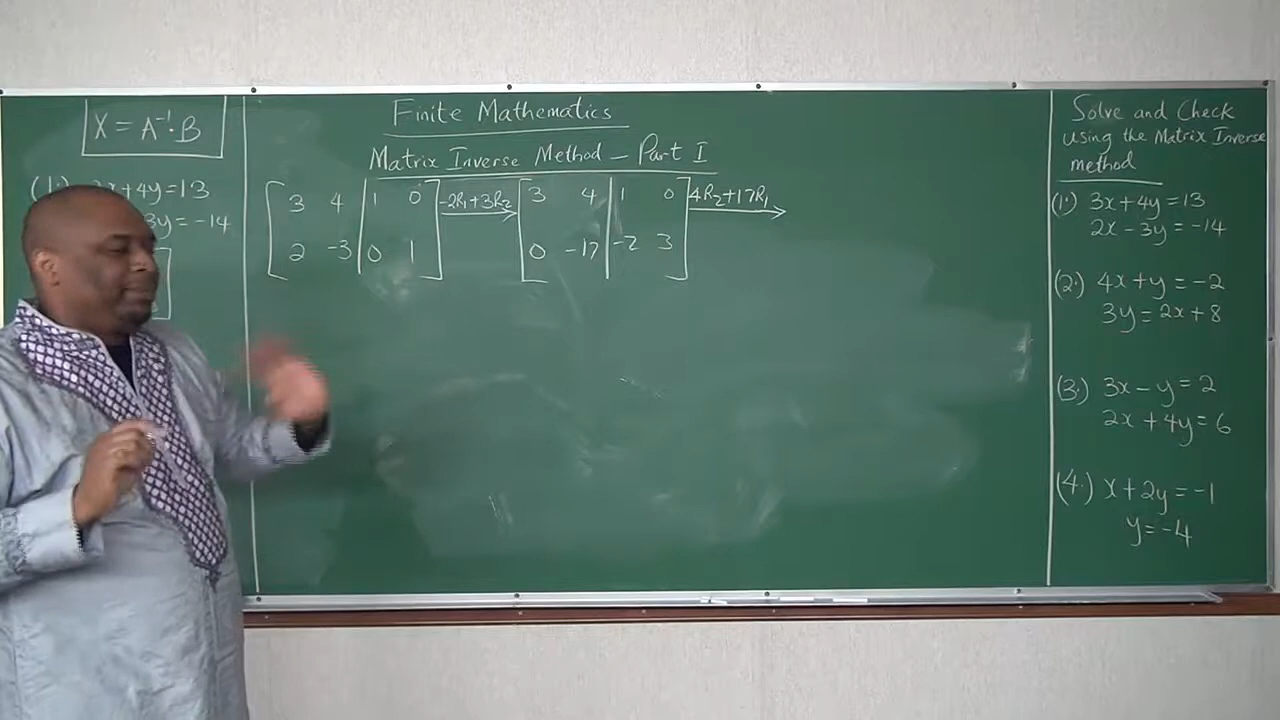 X = A⁻¹·B
+4y=13
3y=-14
Finite Mathematics
Matrix Inverse Method - Part I
3 4 1 0 -2R₁+3R₂ 3 4 1 0 4R₂+17R₁
2 -3 0 1 0 -17 -2 3
Solve and Check
using the Matrix Inverse
method
(1.) 3x+4y=13
2x-3y=-14
(2.) 4x+y=-2
3y=2x+8
(3.) 3x-y=2
2x+4y=6
(4.) x+2y=-1
y=-4